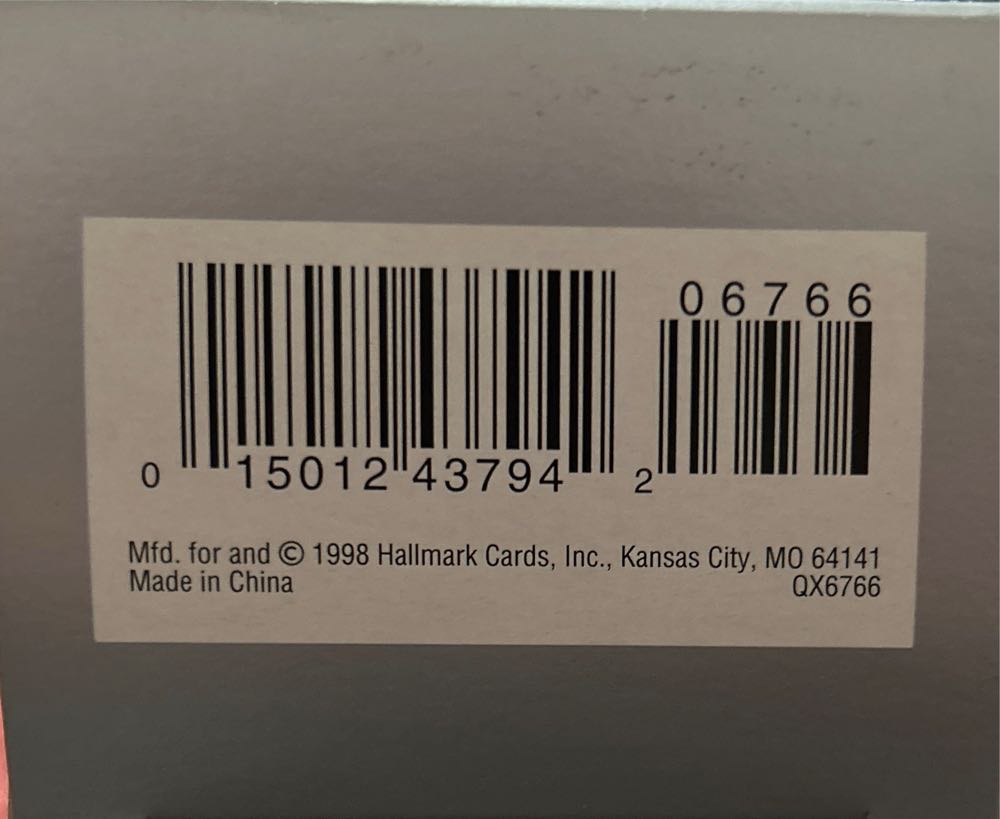 06766
0 15012 43794 2
Mfd. for and © 1998 Hallmark Cards, Inc., Kansas City, MO 64141
Made in China QX6766